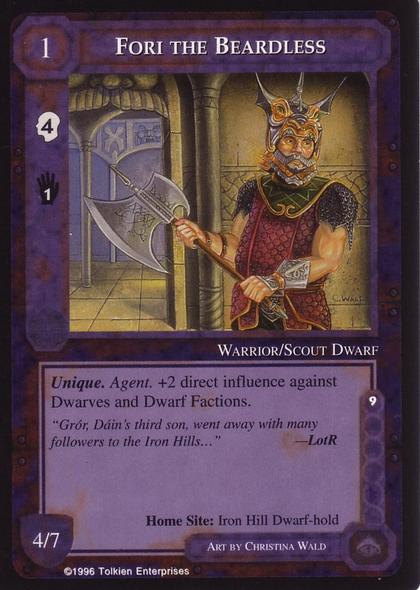 1
FORI THE BEARDLESS
4
1
C. WALD
WARRIOR/SCOUT DWARF
Unique. Agent. +2 direct influence against
Dwarves and Dwarf Factions.
9
“Grór, Dáin’s third son, went away with many
followers to the Iron Hills…” —LotR
Home Site: Iron Hill Dwarf-hold
4/7
ART BY CHRISTINA WALD
©1996 Tolkien Enterprises